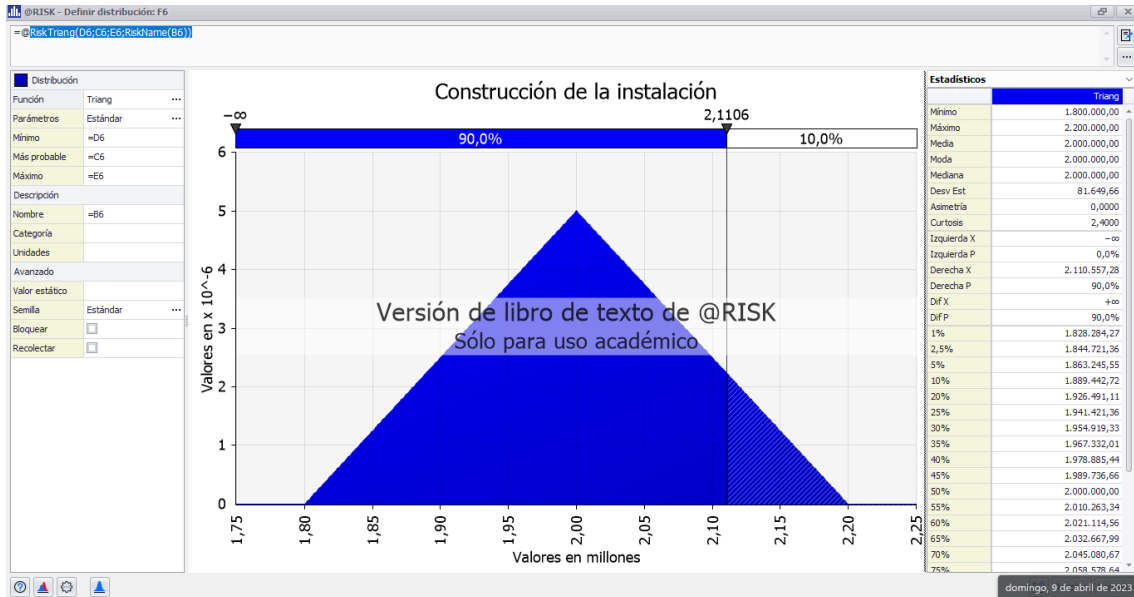 @RISK - Definir distribución: F6
=@RiskTriang(D6;C6;E6;RiskName(B6))
Distribución
Función Triang ...
Parámetros Estándar ...
Mínimo =D6
Más probable =C6
Máximo =E6
Descripción
Nombre =B6
Categoría
Unidades
Avanzado
Valor estático
Semilla Estándar ...
Bloquear
Recolectar
Construcción de la instalación
−∞ 2,1106
90,0% 10,0%
6
5
4
3
2
1
0
Valores en x 10^-6
Versión de libro de texto de @RISK
Sólo para uso académico
1,75 1,80 1,85 1,90 1,95 2,00 2,05 2,10 2,15 2,20 2,25
Valores en millones
Estadísticos
Triang
Mínimo 1.800.000,00
Máximo 2.200.000,00
Media 2.000.000,00
Moda 2.000.000,00
Mediana 2.000.000,00
Desv Est 81.649,66
Asimetría 0,0000
Curtosis 2,4000
Izquierda X −∞
Izquierda P 0,0%
Derecha X 2.110.557,28
Derecha P 90,0%
Dif X +∞
Dif P 90,0%
1% 1.828.284,27
2,5% 1.844.721,36
5% 1.863.245,55
10% 1.889.442,72
20% 1.926.491,11
25% 1.941.421,36
30% 1.954.919,33
35% 1.967.332,01
40% 1.978.885,44
45% 1.989.736,66
50% 2.000.000,00
55% 2.010.263,34
60% 2.021.114,56
65% 2.032.667,99
70% 2.045.080,67
75% 2.058.578,64
domingo, 9 de abril de 2023